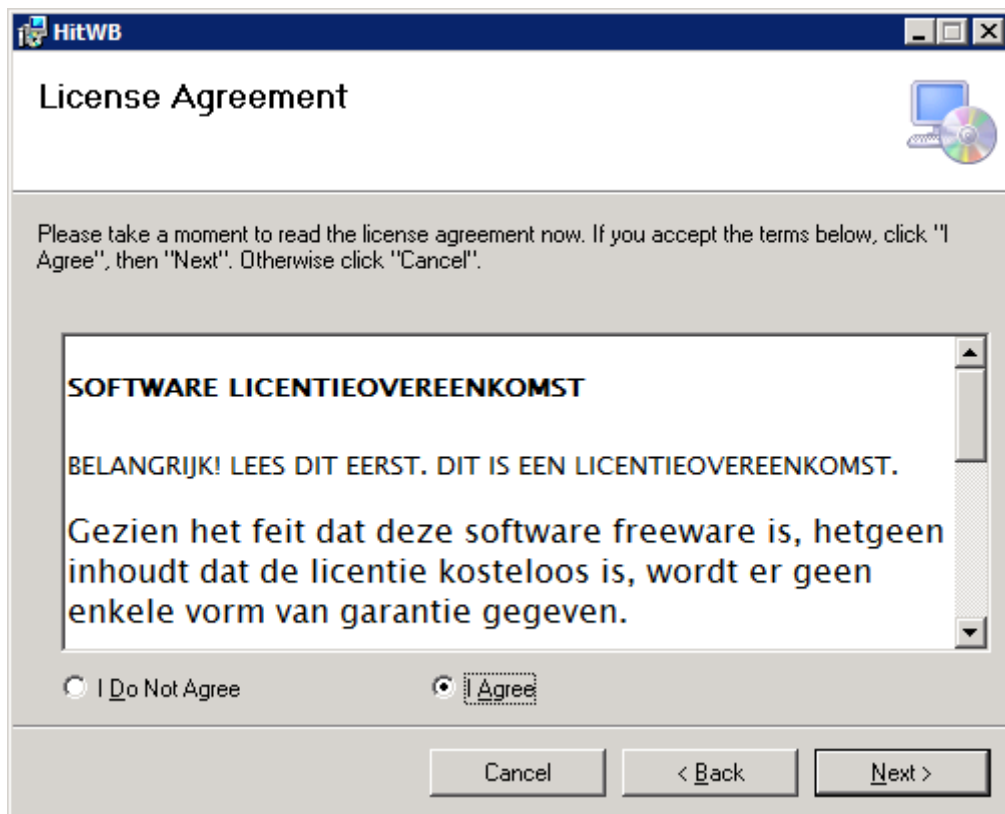 HitWB
License Agreement
Please take a moment to read the license agreement now. If you accept the terms below, click "I
Agree", then "Next". Otherwise click "Cancel".
SOFTWARE LICENTIEOVEREENKOMST
BELANGRIJK! LEES DIT EERST. DIT IS EEN LICENTIEOVEREENKOMST.
Gezien het feit dat deze software freeware is, hetgeen
inhoudt dat de licentie kosteloos is, wordt er geen
enkele vorm van garantie gegeven.
I Do Not Agree I Agree
Cancel < Back Next >